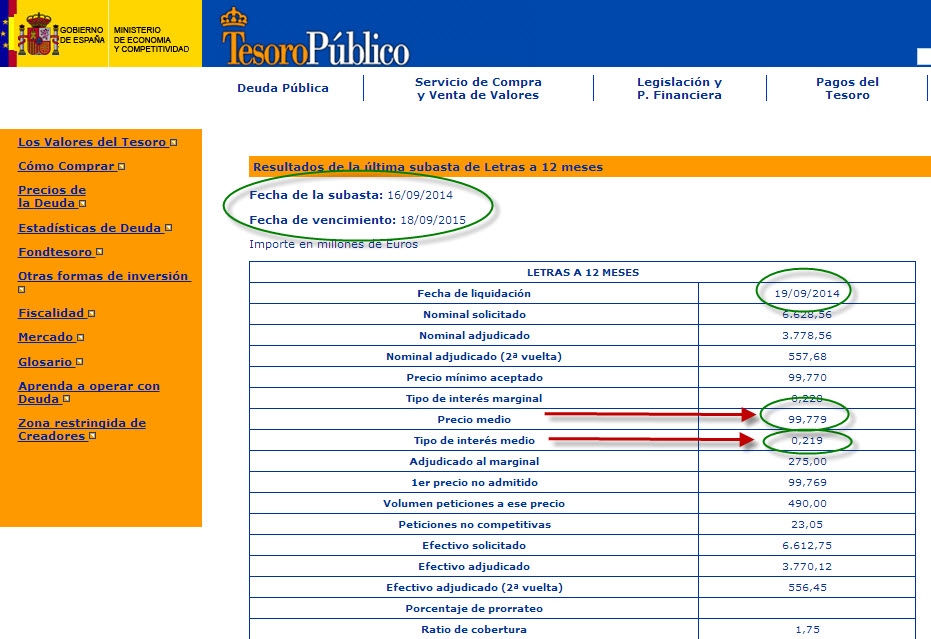 GOBIERNO
DE ESPAÑA
MINISTERIO
DE ECONOMIA
Y COMPETITIVIDAD
TesoroPúblico
Deuda Pública
Servicio de Compra
y Venta de Valores
Legislación y
P. Financiera
Pagos del
Tesoro
Los Valores del Tesoro
Cómo Comprar
Precios de
la Deuda
Estadísticas de Deuda
Fondtesoro
Otras formas de inversión
Fiscalidad
Mercado
Glosario
Aprenda a operar con
Deuda
Zona restringida de
Creadores
Resultados de la última subasta de Letras a 12 meses
Fecha de la subasta: 16/09/2014
Fecha de vencimiento: 18/09/2015
Importe en millones de Euros
LETRAS A 12 MESES
Fecha de liquidación 19/09/2014
Nominal solicitado 6.628,56
Nominal adjudicado 3.778,56
Nominal adjudicado (2ª vuelta) 557,68
Precio mínimo aceptado 99,770
Tipo de interés marginal 0,228
Precio medio 99,779
Tipo de interés medio 0,219
Adjudicado al marginal 275,00
1er precio no admitido 99,769
Volumen peticiones a ese precio 490,00
Peticiones no competitivas 23,05
Efectivo solicitado 6.612,75
Efectivo adjudicado 3.770,12
Efectivo adjudicado (2ª vuelta) 556,45
Porcentaje de prorrateo
Ratio de cobertura 1,75